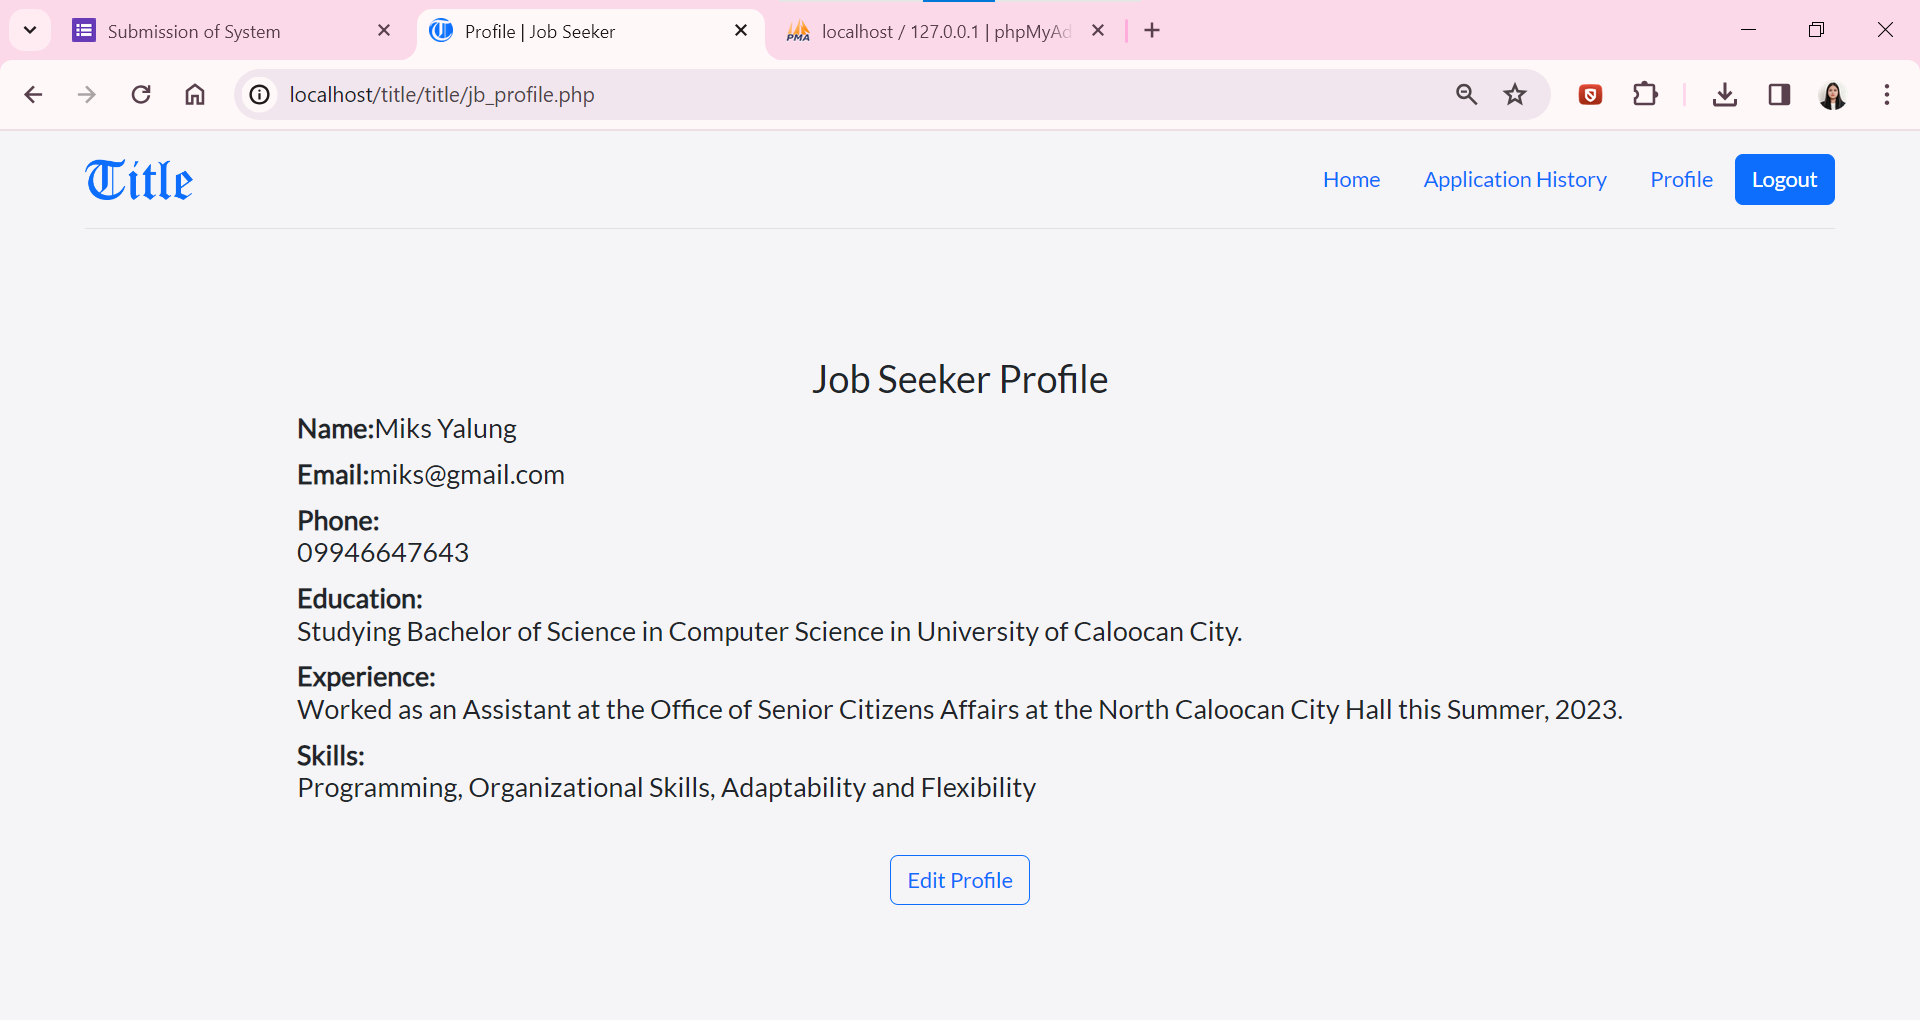 Submission of System
Profile | Job Seeker
PMA
localhost / 127.0.0.1 | phpMyAd
localhost/title/title/jb_profile.php
Title
Home
Application History
Profile
Logout
Job Seeker Profile
Name:Miks Yalung
Email:miks@gmail.com
Phone:
09946647643
Education:
Studying Bachelor of Science in Computer Science in University of Caloocan City.
Experience:
Worked as an Assistant at the Office of Senior Citizens Affairs at the North Caloocan City Hall this Summer, 2023.
Skills:
Programming, Organizational Skills, Adaptability and Flexibility
Edit Profile